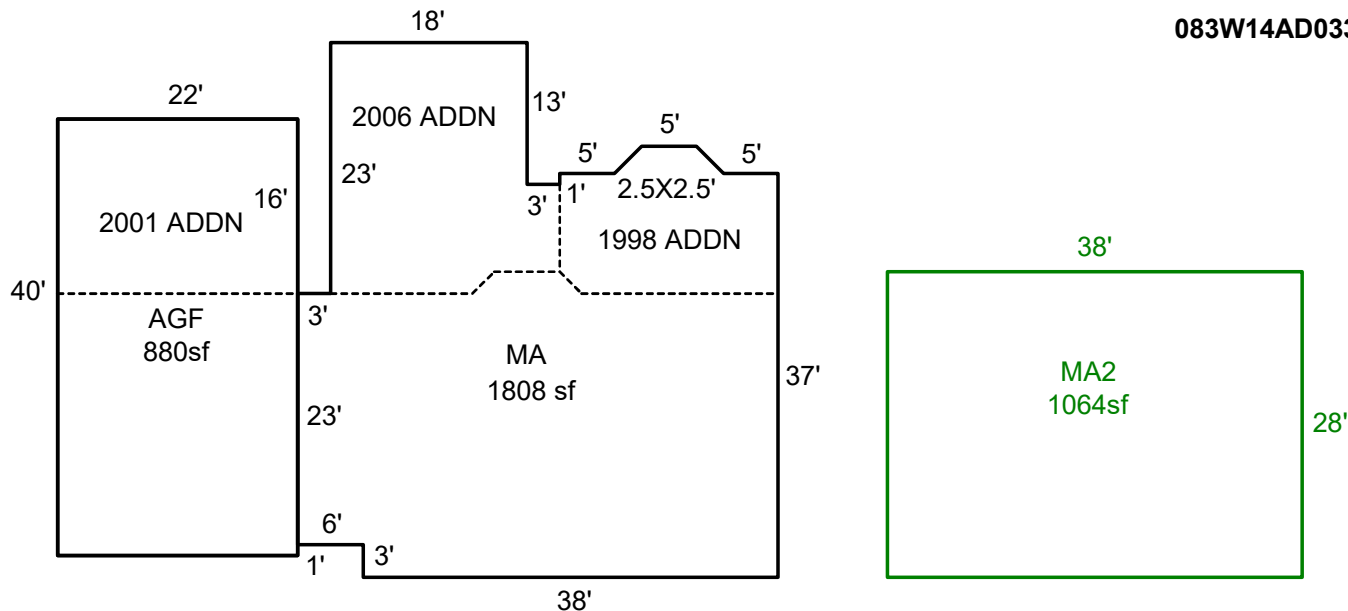 083W14AD033
18'
22'
2006 ADDN
13'
5'
5'
5'
23'
16'
2.5X2.5'
3'
1'
2001 ADDN
1998 ADDN
38'
40'
3'
AGF
880sf
MA
1808 sf
37'
MA2
1064sf
23'
28'
6'
1'
3'
38'